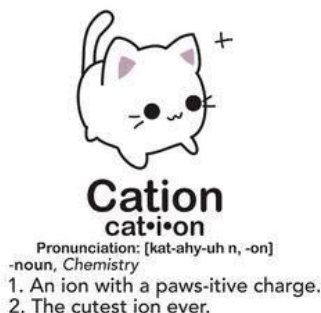 Cation
cat•i•on
Pronunciation: [kat-ahy-uh n, -on]
-noun, Chemistry
1. An ion with a paws-itive charge.
2. The cutest ion ever.